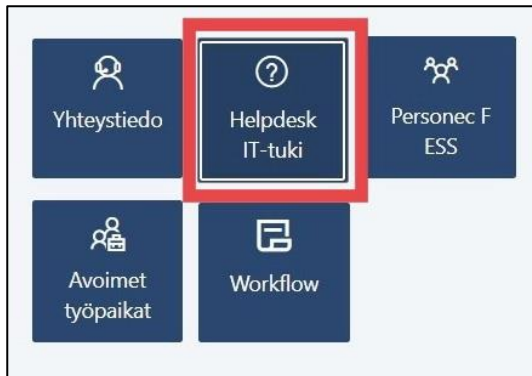 Yhteystiedo
Helpdesk
IT-tuki
Personec F
ESS
Avoimet
työpaikat
Workflow